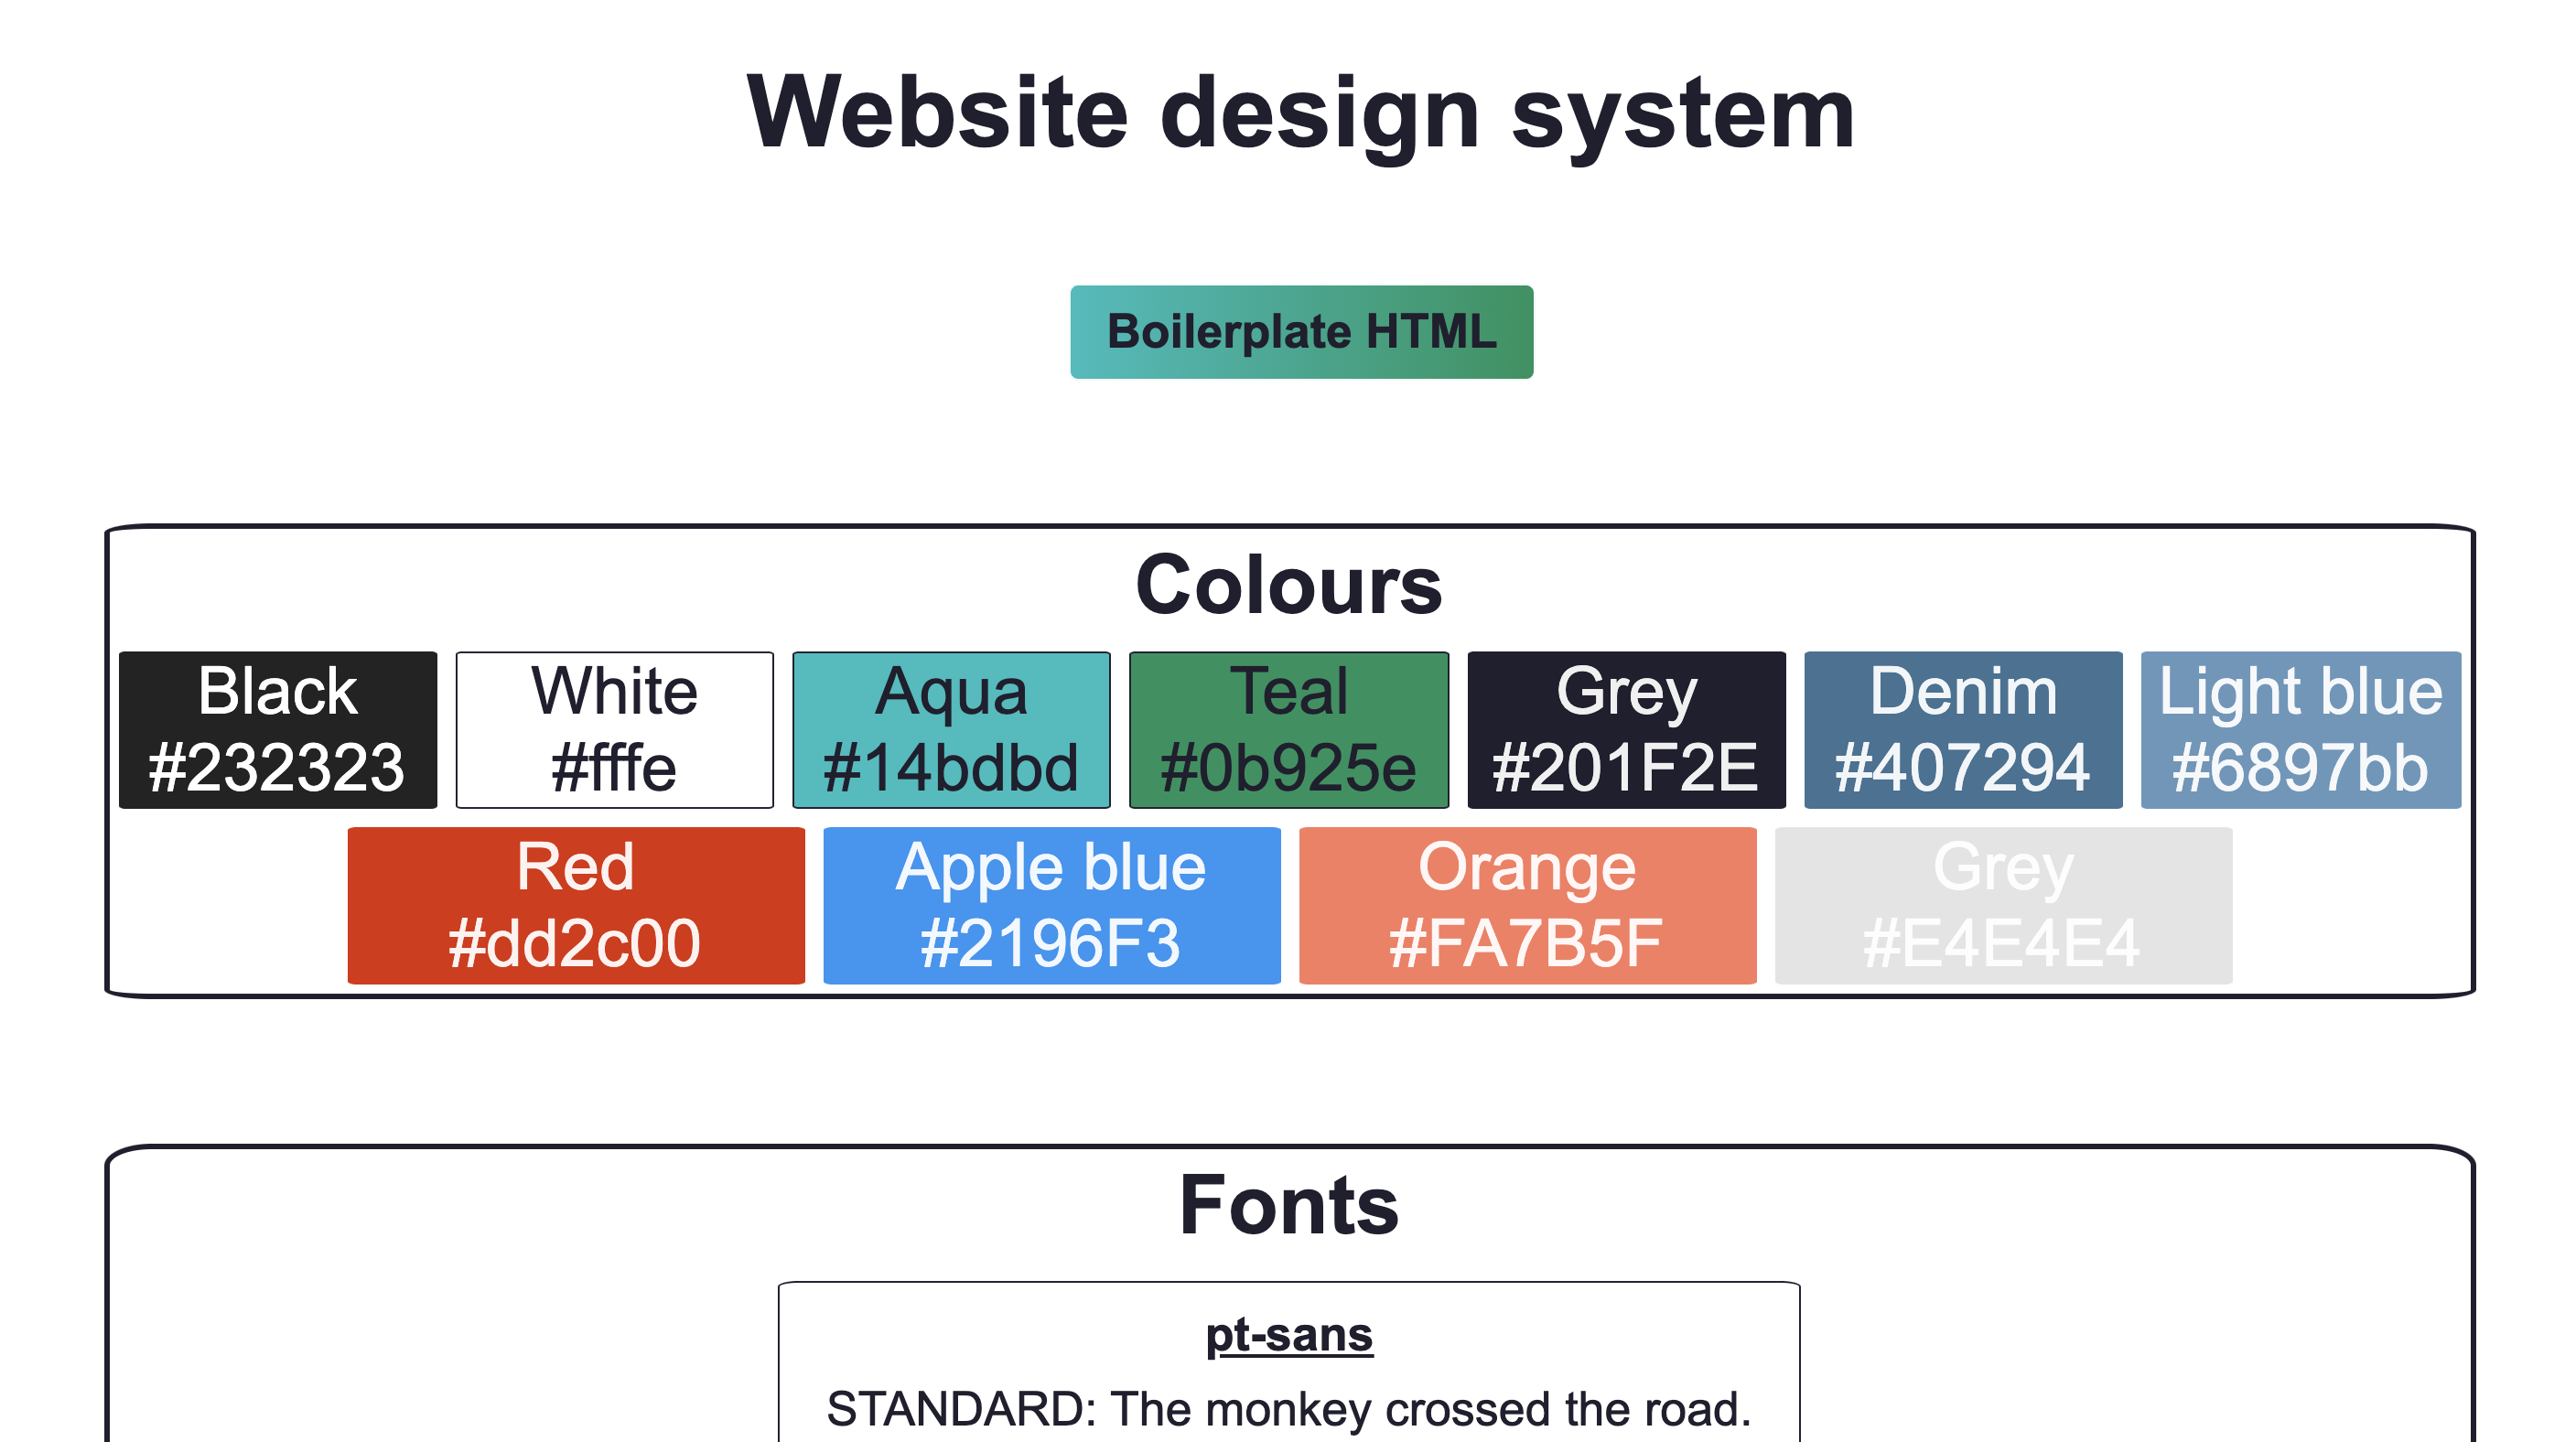 Website design system
Boilerplate HTML
Colours
Black
#232323
White
#fffe
Aqua
#14bdbd
Teal
#0b925e
Grey
#201F2E
Denim
#407294
Light blue
#6897bb
Red
#dd2c00
Apple blue
#2196F3
Orange
#FA7B5F
Grey
#E4E4E4
Fonts
pt-sans
STANDARD: The monkey crossed the road.